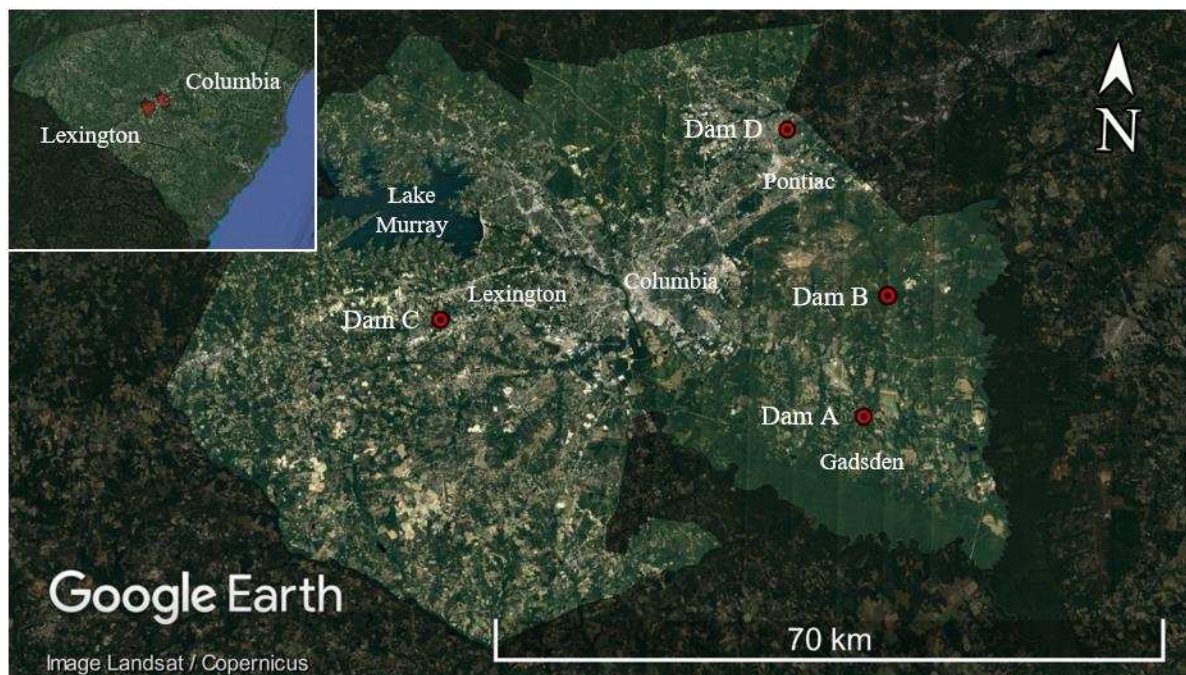 Columbia
Lexington
N
Dam D
Pontiac
Lake
Murray
Columbia
Lexington
Dam B
Dam C
Dam A
Gadsden
Google Earth
70 km
Image Landsat / Copernicus